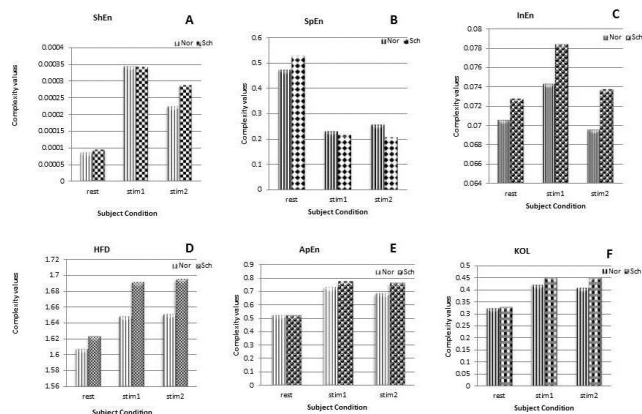 ShEn
A
Nor Sch
0.0004
0.00035
0.0003
0.00025
0.0002
0.00015
0.0001
0.00005
0
Complexity values
rest stim1 stim2
Subject Condition
SpEn
B
Nor Sch
0.6
0.5
0.4
0.3
0.2
0.1
0
Complexity values
rest stim1 stim2
Subject Condition
InEn
C
Nor Sch
0.08
0.078
0.076
0.074
0.072
0.07
0.068
0.066
0.064
Complexity values
rest stim1 stim2
Subject Condition
HFD
D
Nor Sch
1.72
1.7
1.68
1.66
1.64
1.62
1.6
1.58
1.56
Complexity values
rest stim1 stim2
Subject Condition
ApEn
E
Nor Sch
0.9
0.8
0.7
0.6
0.5
0.4
0.3
0.2
0.1
0
Complexity values
rest stim1 stim2
Subject Condition
KOL
F
Nor Sch
0.5
0.45
0.4
0.35
0.3
0.25
0.2
0.15
0.1
0.05
0
Complexity values
rest stim1 stim2
Subject Condition